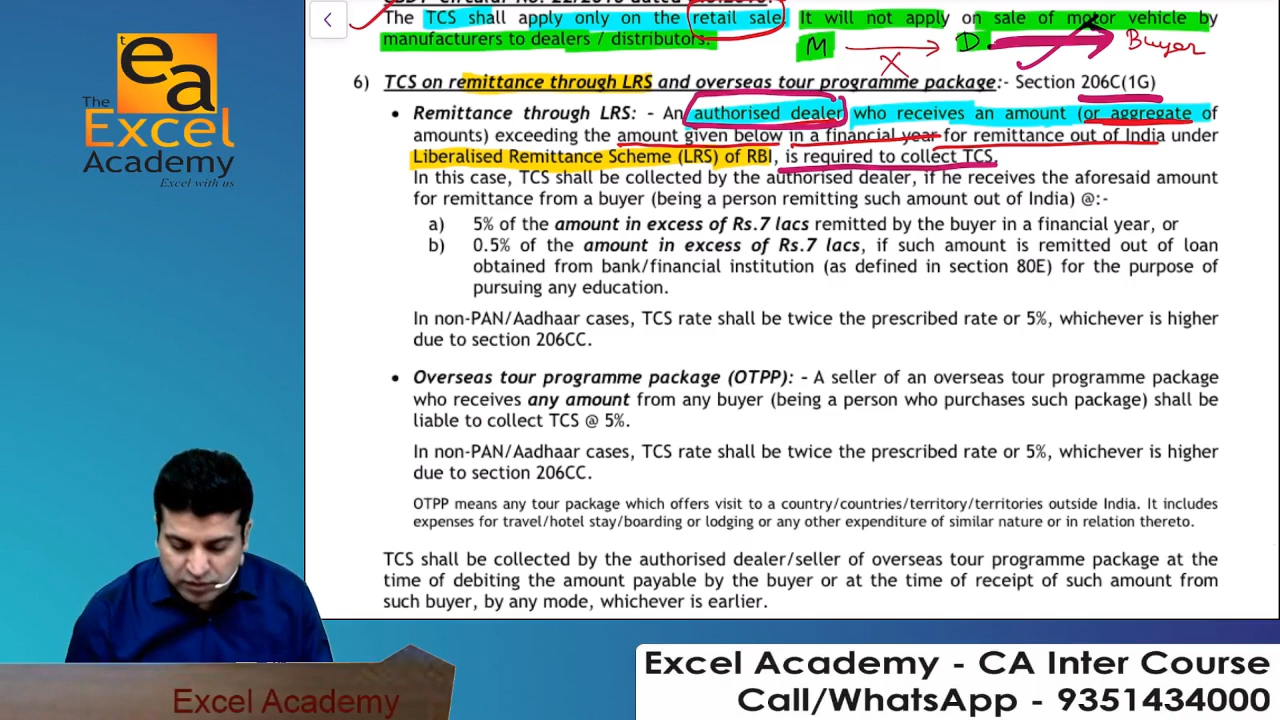 t
ea
The
Excel
Academy
Excel with us
The TCS shall apply only on the retail sale. It will not apply on sale of motor vehicle by
manufacturers to dealers / distributors.
M X D Buyer
6) TCS on remittance through LRS and overseas tour programme package:- Section 206C(1G)
• Remittance through LRS: - An authorised dealer who receives an amount (or aggregate of
amounts) exceeding the amount given below in a financial year for remittance out of India under
Liberalised Remittance Scheme (LRS) of RBI, is required to collect TCS.
In this case, TCS shall be collected by the authorised dealer, if he receives the aforesaid amount
for remittance from a buyer (being a person remitting such amount out of India) @:-
a) 5% of the amount in excess of Rs.7 lacs remitted by the buyer in a financial year, or
b) 0.5% of the amount in excess of Rs.7 lacs, if such amount is remitted out of loan
obtained from bank/financial institution (as defined in section 80E) for the purpose of
pursuing any education.
In non-PAN/Aadhaar cases, TCS rate shall be twice the prescribed rate or 5%, whichever is higher
due to section 206CC.
• Overseas tour programme package (OTPP): - A seller of an overseas tour programme package
who receives any amount from any buyer (being a person who purchases such package) shall be
liable to collect TCS @ 5%.
In non-PAN/Aadhaar cases, TCS rate shall be twice the prescribed rate or 5%, whichever is higher
due to section 206CC.
OTPP means any tour package which offers visit to a country/countries/territory/territories outside India. It includes
expenses for travel/hotel stay/boarding or lodging or any other expenditure of similar nature or in relation thereto.
TCS shall be collected by the authorised dealer/seller of overseas tour programme package at the
time of debiting the amount payable by the buyer or at the time of receipt of such amount from
such buyer, by any mode, whichever is earlier.
Excel Academy
Excel Academy - CA Inter Course
Call/WhatsApp - 9351434000